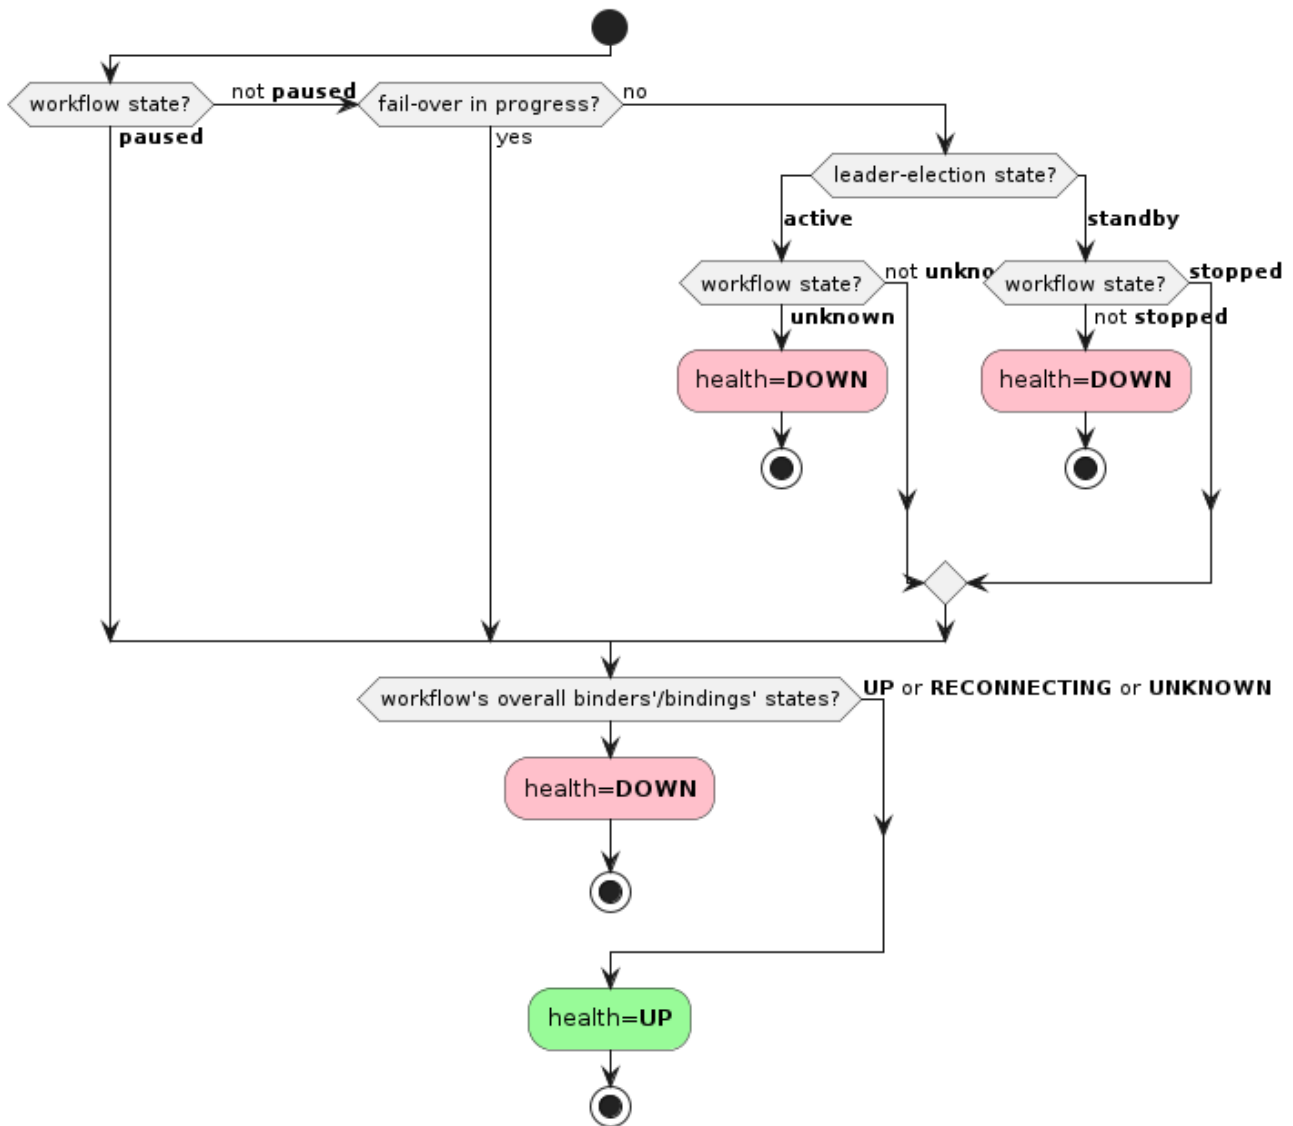 workflow state?
not paused
fail-over in progress?
no
paused
yes
leader-election state?
active
standby
workflow state?
not unkno
workflow state?
stopped
unknown
not stopped
health=DOWN
health=DOWN
workflow's overall binders'/bindings' states?
UP or RECONNECTING or UNKNOWN
health=DOWN
health=UP